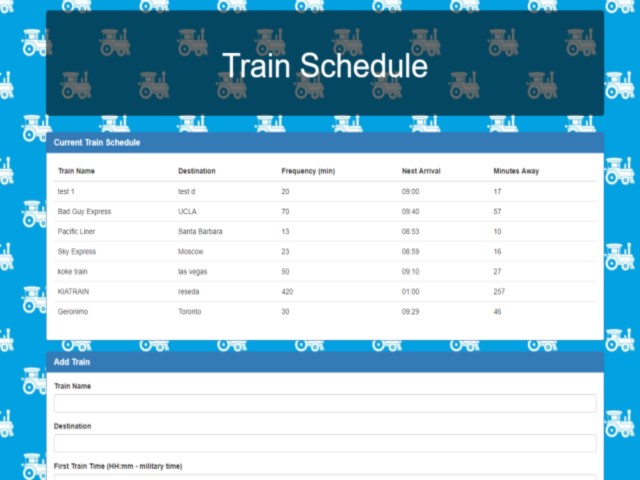 Train Schedule
Current Train Schedule
Train Name Destination Frequency (min) Next Arrival Minutes Away
test 1 test d 20 09:00 17
Bad Guy Express UCLA 70 09:40 57
Pacific Liner Santa Barbara 13 08:53 10
Sky Express Moscow 23 08:59 16
koke train las vegas 50 09:10 27
KIATRAIN reseda 420 01:00 257
Geronimo Toronto 30 09:29 46
Add Train
Train Name
Destination
First Train Time (HH:mm - military time)